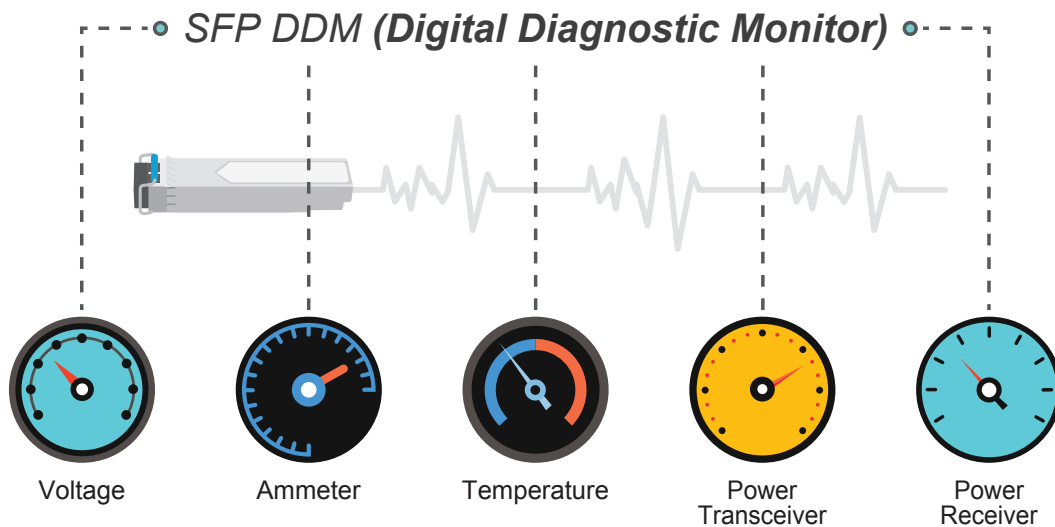 SFP DDM (Digital Diagnostic Monitor)
Voltage
Ammeter
Temperature
Power
Transceiver
Power
Receiver